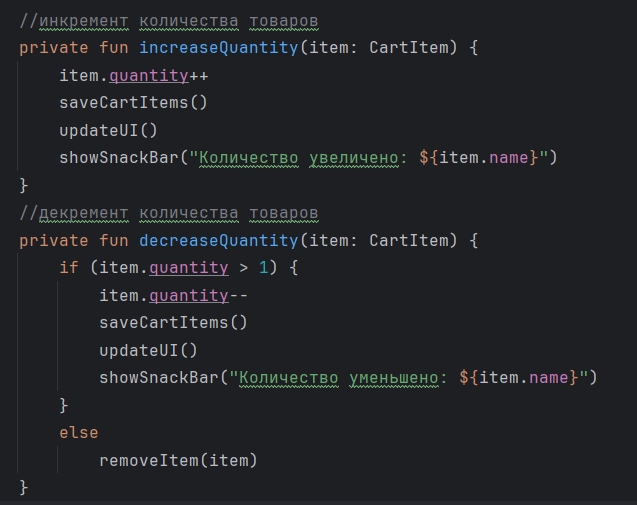 //инкремент количества товаров
private fun increaseQuantity(item: CartItem) {
    item.quantity++
    saveCartItems()
    updateUI()
    showSnackBar("Количество увеличено: ${item.name}")
}
//декремент количества товаров
private fun decreaseQuantity(item: CartItem) {
    if (item.quantity > 1) {
        item.quantity--
        saveCartItems()
        updateUI()
        showSnackBar("Количество уменьшено: ${item.name}")
    }
    else
        removeItem(item)
}